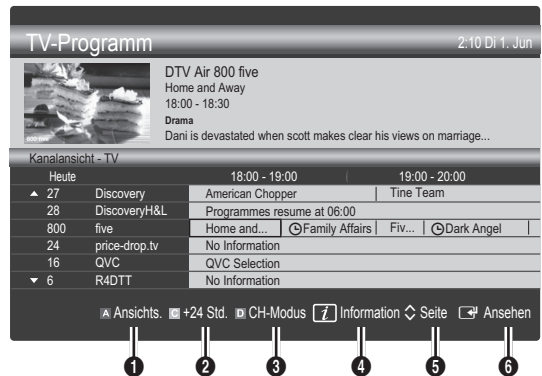 TV-Programm 2:10 Di 1. Jun
DTV Air 800 five
Home and Away
18:00 - 18:30
Drama
Dani is devastated when scott makes clear his views on marriage...
800 five
Kanalansicht - TV
Heute 18:00 - 19:00 19:00 - 20:00
▲ 27 Discovery American Chopper Tine Team
28 DiscoveryH&L Programmes resume at 06:00
800 five Home and... Family Affairs Fiv... Dark Angel
24 price-drop.tv No Information
16 QVC QVC Selection
▼ 6 R4DTT No Information
A Ansichts. C +24 Std. D CH-Modus i Information Seite Ansehen
1 2 3 4 5 6